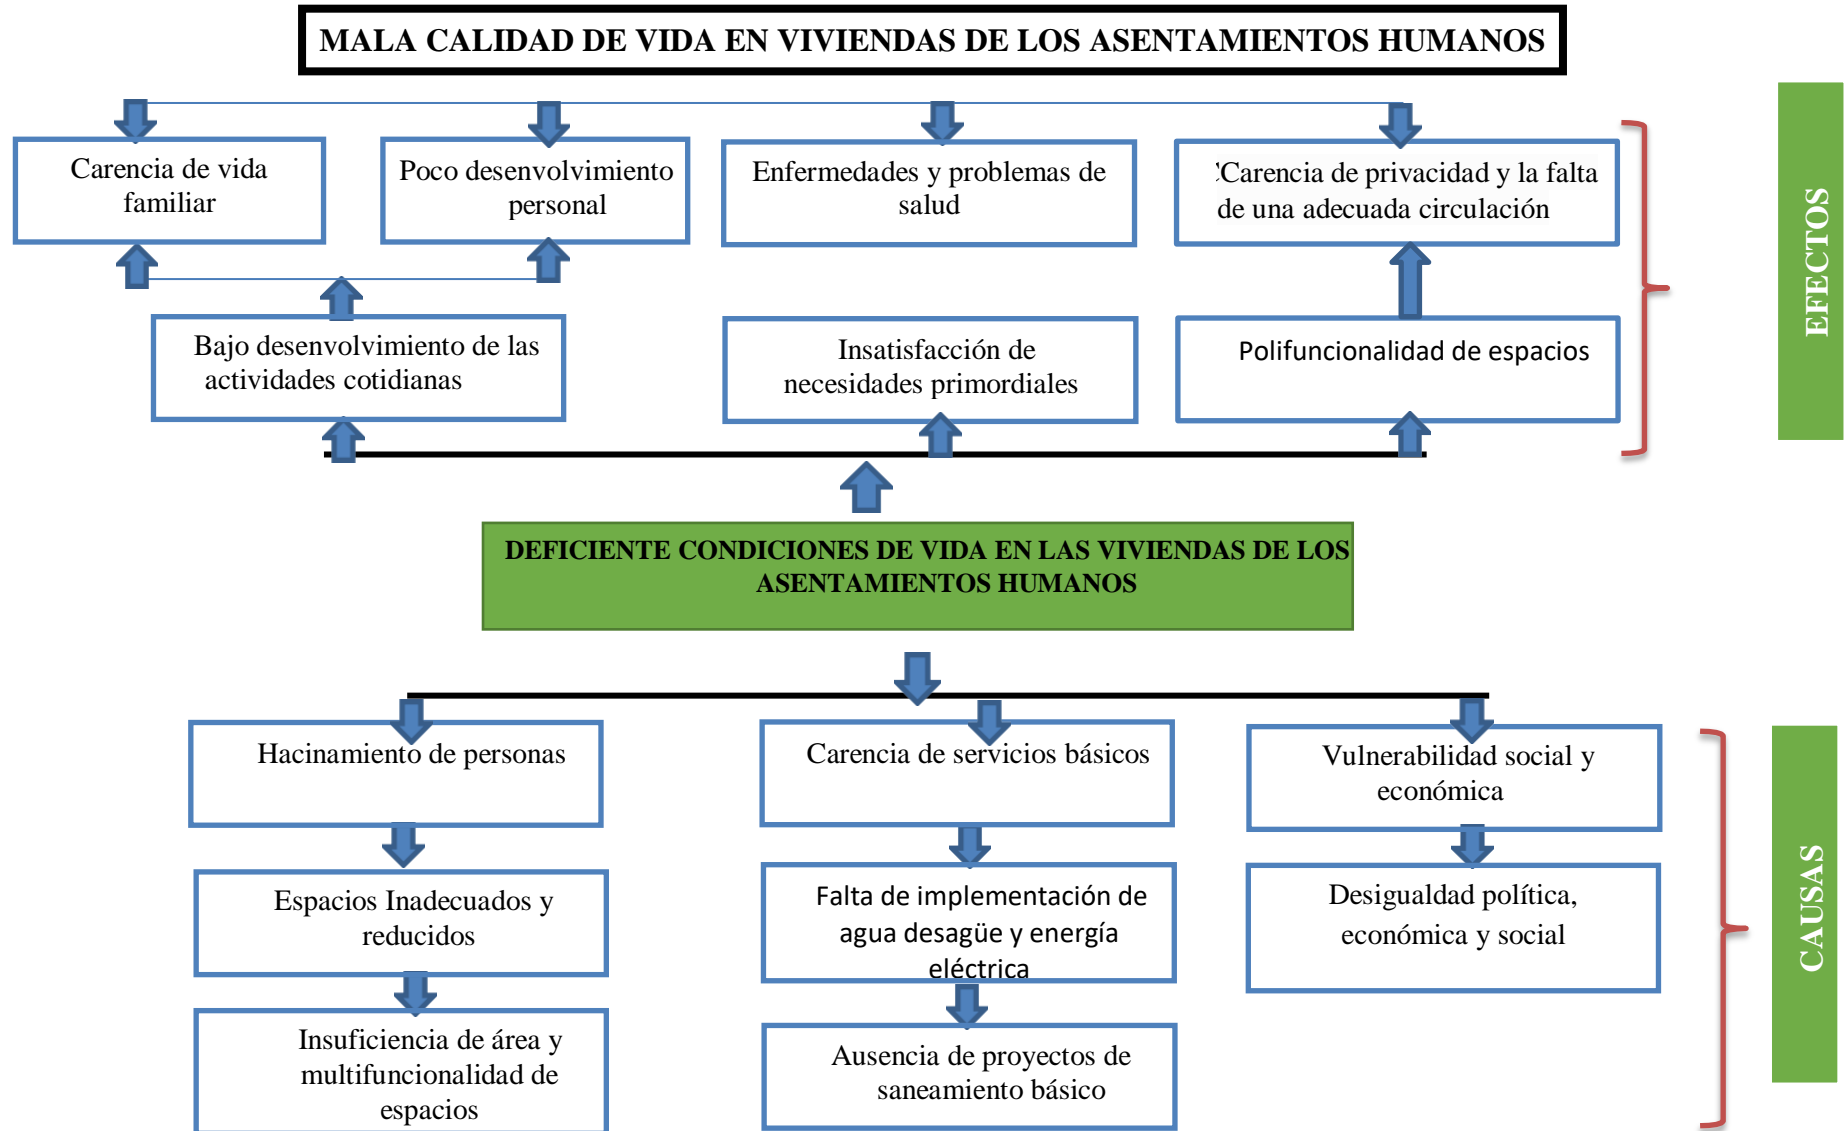 MALA CALIDAD DE VIDA EN VIVIENDAS DE LOS ASENTAMIENTOS HUMANOS
Carencia de vida
familiar
Poco desenvolvimiento
personal
Enfermedades y problemas de
salud
'Carencia de privacidad y la falta
de una adecuada circulación
EFECTOS
Bajo desenvolvimiento de las
actividades cotidianas
Insatisfacción de
necesidades primordiales
Polifuncionalidad de espacios
DEFICIENTE CONDICIONES DE VIDA EN LAS VIVIENDAS DE LOS
ASENTAMIENTOS HUMANOS
Hacinamiento de personas
Carencia de servicios básicos
Vulnerabilidad social y
económica
Espacios Inadecuados y
reducidos
Falta de implementación de
agua desagüe y energía
eléctrica
Desigualdad política,
económica y social
CAUSAS
Insuficiencia de área y
multifuncionalidad de
espacios
Ausencia de proyectos de
saneamiento básico